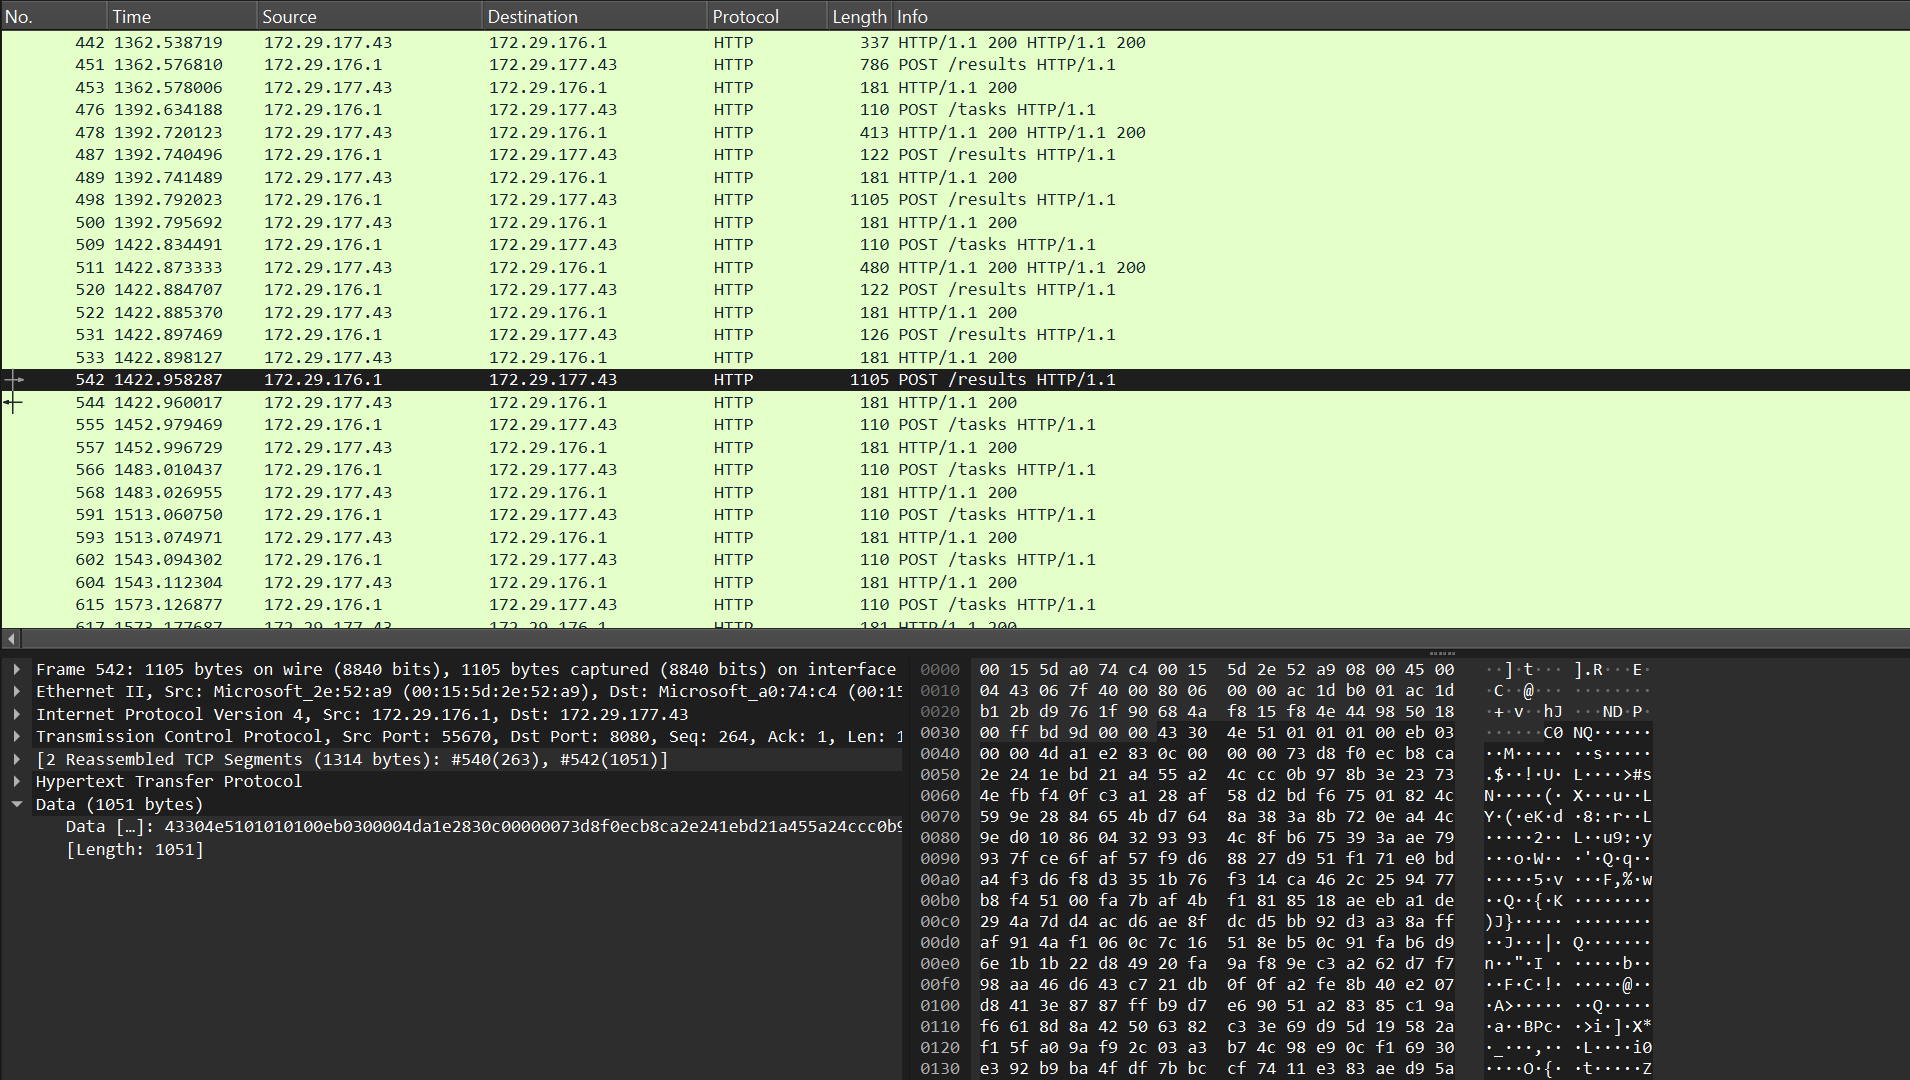 No. Time Source Destination Protocol Length Info
442 1362.538719 172.29.177.43 172.29.176.1 HTTP 337 HTTP/1.1 200 HTTP/1.1 200
451 1362.576810 172.29.176.1 172.29.177.43 HTTP 786 POST /results HTTP/1.1
453 1362.578006 172.29.177.43 172.29.176.1 HTTP 181 HTTP/1.1 200
476 1392.634188 172.29.176.1 172.29.177.43 HTTP 110 POST /tasks HTTP/1.1
478 1392.720123 172.29.177.43 172.29.176.1 HTTP 413 HTTP/1.1 200 HTTP/1.1 200
487 1392.740496 172.29.176.1 172.29.177.43 HTTP 122 POST /results HTTP/1.1
489 1392.741489 172.29.177.43 172.29.176.1 HTTP 181 HTTP/1.1 200
498 1392.792023 172.29.176.1 172.29.177.43 HTTP 1105 POST /results HTTP/1.1
500 1392.795692 172.29.177.43 172.29.176.1 HTTP 181 HTTP/1.1 200
509 1422.834491 172.29.176.1 172.29.177.43 HTTP 110 POST /tasks HTTP/1.1
511 1422.873333 172.29.177.43 172.29.176.1 HTTP 480 HTTP/1.1 200 HTTP/1.1 200
520 1422.884707 172.29.176.1 172.29.177.43 HTTP 122 POST /results HTTP/1.1
522 1422.885370 172.29.177.43 172.29.176.1 HTTP 181 HTTP/1.1 200
531 1422.897469 172.29.176.1 172.29.177.43 HTTP 126 POST /results HTTP/1.1
533 1422.898127 172.29.177.43 172.29.176.1 HTTP 181 HTTP/1.1 200
542 1422.958287 172.29.176.1 172.29.177.43 HTTP 1105 POST /results HTTP/1.1
544 1422.960017 172.29.177.43 172.29.176.1 HTTP 181 HTTP/1.1 200
555 1452.979469 172.29.176.1 172.29.177.43 HTTP 110 POST /tasks HTTP/1.1
557 1452.996729 172.29.177.43 172.29.176.1 HTTP 181 HTTP/1.1 200
566 1483.010437 172.29.176.1 172.29.177.43 HTTP 110 POST /tasks HTTP/1.1
568 1483.026955 172.29.177.43 172.29.176.1 HTTP 181 HTTP/1.1 200
591 1513.060750 172.29.176.1 172.29.177.43 HTTP 110 POST /tasks HTTP/1.1
593 1513.074971 172.29.177.43 172.29.176.1 HTTP 181 HTTP/1.1 200
602 1543.094302 172.29.176.1 172.29.177.43 HTTP 110 POST /tasks HTTP/1.1
604 1543.112304 172.29.177.43 172.29.176.1 HTTP 181 HTTP/1.1 200
615 1573.126877 172.29.176.1 172.29.177.43 HTTP 110 POST /tasks HTTP/1.1
617 1573.177687 172.29.177.43 172.29.176.1 HTTP 181 HTTP/1.1 200
Frame 542: 1105 bytes on wire (8840 bits), 1105 bytes captured (8840 bits) on interface
Ethernet II, Src: Microsoft_2e:52:a9 (00:15:5d:2e:52:a9), Dst: Microsoft_a0:74:c4 (00:15
Internet Protocol Version 4, Src: 172.29.176.1, Dst: 172.29.177.43
Transmission Control Protocol, Src Port: 55670, Dst Port: 8080, Seq: 264, Ack: 1, Len: 1
[2 Reassembled TCP Segments (1314 bytes): #540(263), #542(1051)]
Hypertext Transfer Protocol
Data (1051 bytes)
Data […]: 43304e5101010100eb0300004da1e2830c00000073d8f0ecb8ca2e241ebd21a455a24ccc0b9
[Length: 1051]
0000 00 15 5d a0 74 c4 00 15 5d 2e 52 a9 08 00 45 00 ··]·t··· ].R···E·
0010 04 43 06 7f 40 00 80 06 00 00 ac 1d b0 01 ac 1d ·C··@··· ········
0020 b1 2b d9 76 1f 90 68 4a f8 15 f8 4e 44 98 50 18 ·+·v··hJ ···ND·P·
0030 00 ff bd 9d 00 00 43 30 4e 51 01 01 01 00 eb 03 ······C0 NQ······
0040 00 00 4d a1 e2 83 0c 00 00 00 73 d8 f0 ec b8 ca ··M····· ··s·····
0050 2e 24 1e bd 21 a4 55 a2 4c cc 0b 97 8b 3e 23 73 .$··!·U· L····>#s
0060 4e fb f4 0f c3 a1 28 af 58 d2 bd f6 75 01 82 4c N·····(· X···u··L
0070 59 9e 28 84 65 4b d7 64 8a 38 3a 8b 72 0e a4 4c Y·(·eK·d ·8:·r··L
0080 9e d0 10 86 04 32 93 93 4c 8f b6 75 39 3a ae 79 ·····2·· L··u9:·y
0090 93 7f ce 6f af 57 f9 d6 88 27 d9 51 f1 71 e0 bd ···o·W·· ·'·Q·q··
00a0 a4 f3 d6 f8 d3 35 1b 76 f3 14 ca 46 2c 25 94 77 ·····5·v ···F,%·w
00b0 b8 f4 51 00 fa 7b af 4b f1 81 85 18 ae eb a1 de ··Q··{·K ········
00c0 29 4a 7d d4 ac d6 ae 8f dc d5 bb 92 d3 a3 8a ff )J}····· ········
00d0 af 91 4a f1 06 0c 7c 16 51 8e b5 0c 91 fa b6 d9 ··J···|· Q·······
00e0 6e 1b 1b 22 d8 49 20 fa 9a f8 9e c3 a2 62 d7 f7 n··"·I · ·····b··
00f0 98 aa 46 d6 43 c7 21 db 0f 0f a2 fe 8b 40 e2 07 ··F·C·!· ·····@··
0100 d8 41 3e 87 87 ff b9 d7 e6 90 51 a2 83 85 c1 9a ·A>····· ··Q·····
0110 f6 61 8d 8a 42 50 63 82 c3 3e 69 d9 5d 19 58 2a ·a··BPc· ·>i·]·X*
0120 f1 5f a0 9a f9 2c 03 a3 b7 4c 98 e9 0c f1 69 30 ·_···,·· ·L····i0
0130 e3 92 b9 ba 4f df 7b bc cf 74 11 e3 83 ae d9 5a ····O·{· ·t·····Z